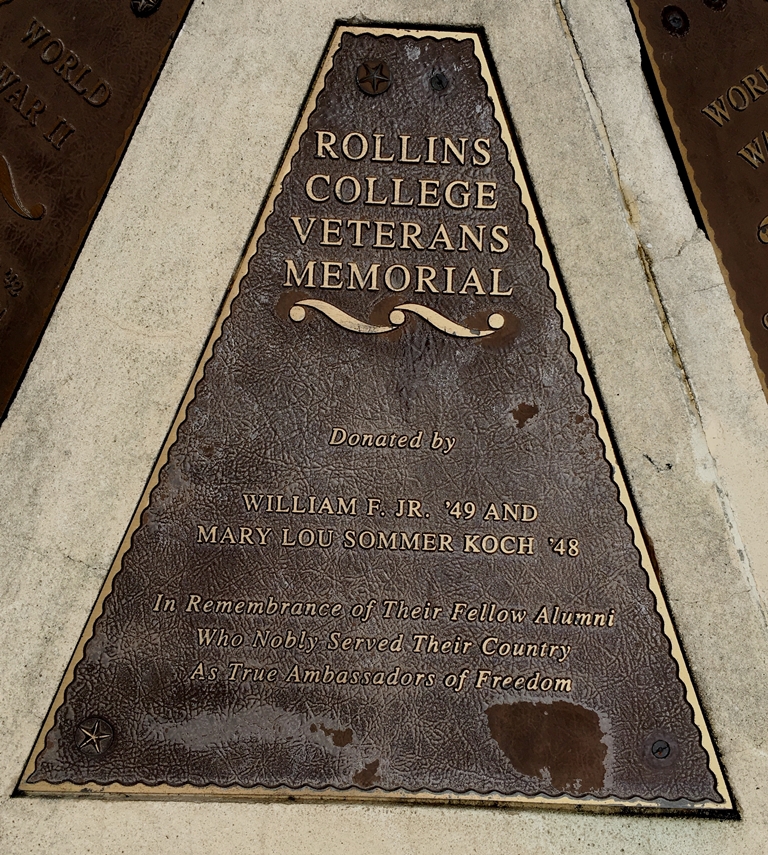 WORLD
WAR II
'42
ROLLINS
COLLEGE
VETERANS
MEMORIAL
Donated by
WILLIAM F. JR. '49 AND
MARY LOU SOMMER KOCH '48
In Remembrance of Their Fellow Alumni
Who Nobly Served Their Country
As True Ambassadors of Freedom